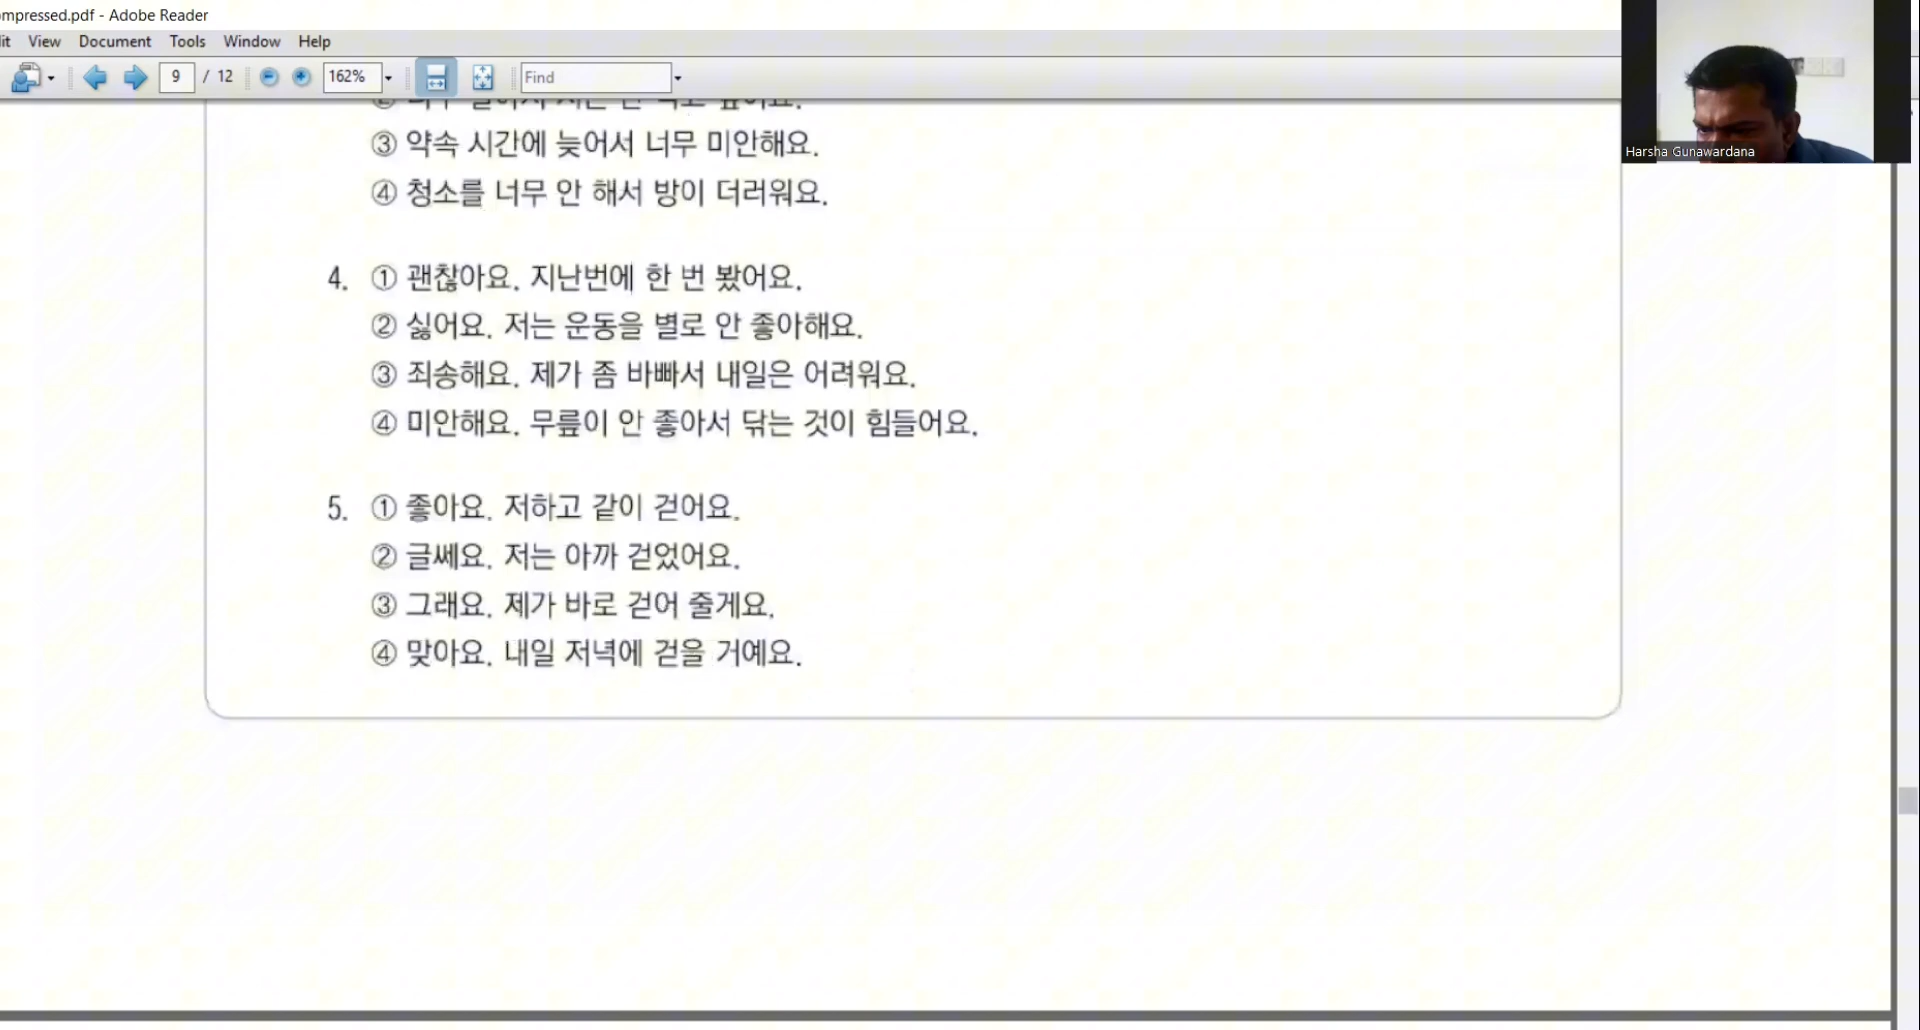 mpressed.pdf - Adobe Reader
it View Document Tools Window Help
9 / 12 162% Find
Harsha Gunawardana
③ 약속 시간에 늦어서 너무 미안해요.
④ 청소를 너무 안 해서 방이 더러워요.
4. ① 괜찮아요. 지난번에 한 번 봤어요.
② 싫어요. 저는 운동을 별로 안 좋아해요.
③ 죄송해요. 제가 좀 바빠서 내일은 어려워요.
④ 미안해요. 무릎이 안 좋아서 닦는 것이 힘들어요.
5. ① 좋아요. 저하고 같이 걷어요.
② 글쎄요. 저는 아까 걷었어요.
③ 그래요. 제가 바로 걷어 줄게요.
④ 맞아요. 내일 저녁에 걷을 거예요.